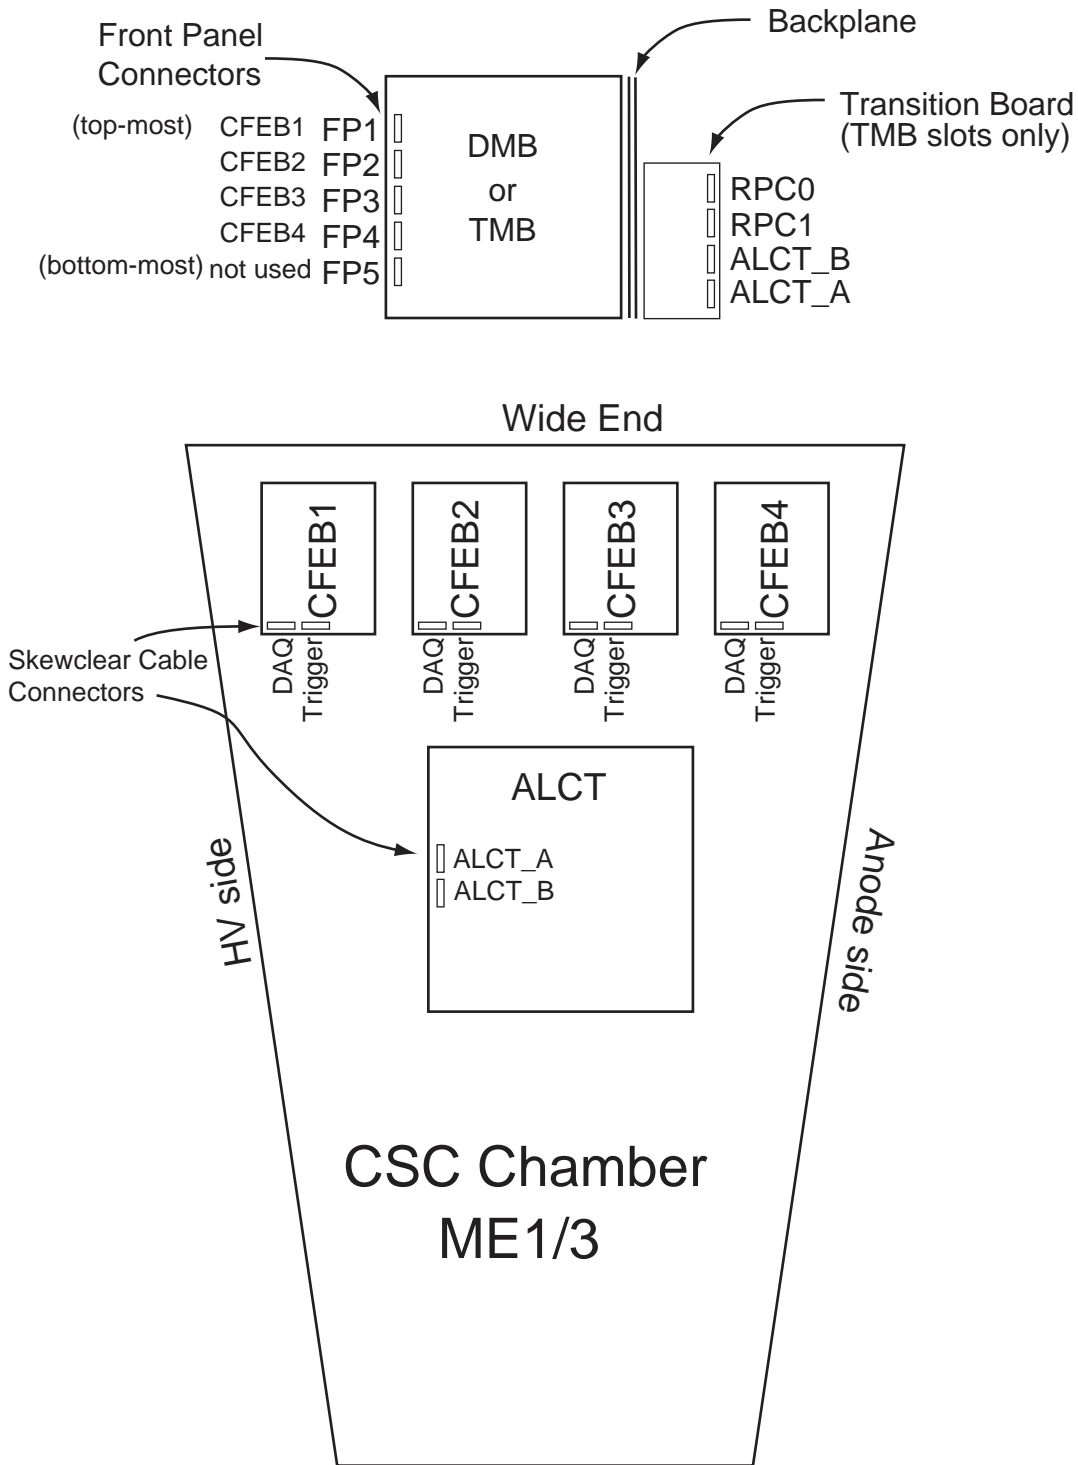 Backplane
Front Panel
Connectors
Transition Board
(TMB slots only)
(top-most) CFEB1 FP1
CFEB2 FP2
CFEB3 FP3
CFEB4 FP4
(bottom-most) not used FP5
DMB
or
TMB
RPC0
RPC1
ALCT_B
ALCT_A
Wide End
CFEB1
CFEB2
CFEB3
CFEB4
DAQ
Trigger
DAQ
Trigger
DAQ
Trigger
DAQ
Trigger
Skewclear Cable
Connectors
ALCT
ALCT_A
ALCT_B
HV side
Anode side
CSC Chamber
ME1/3